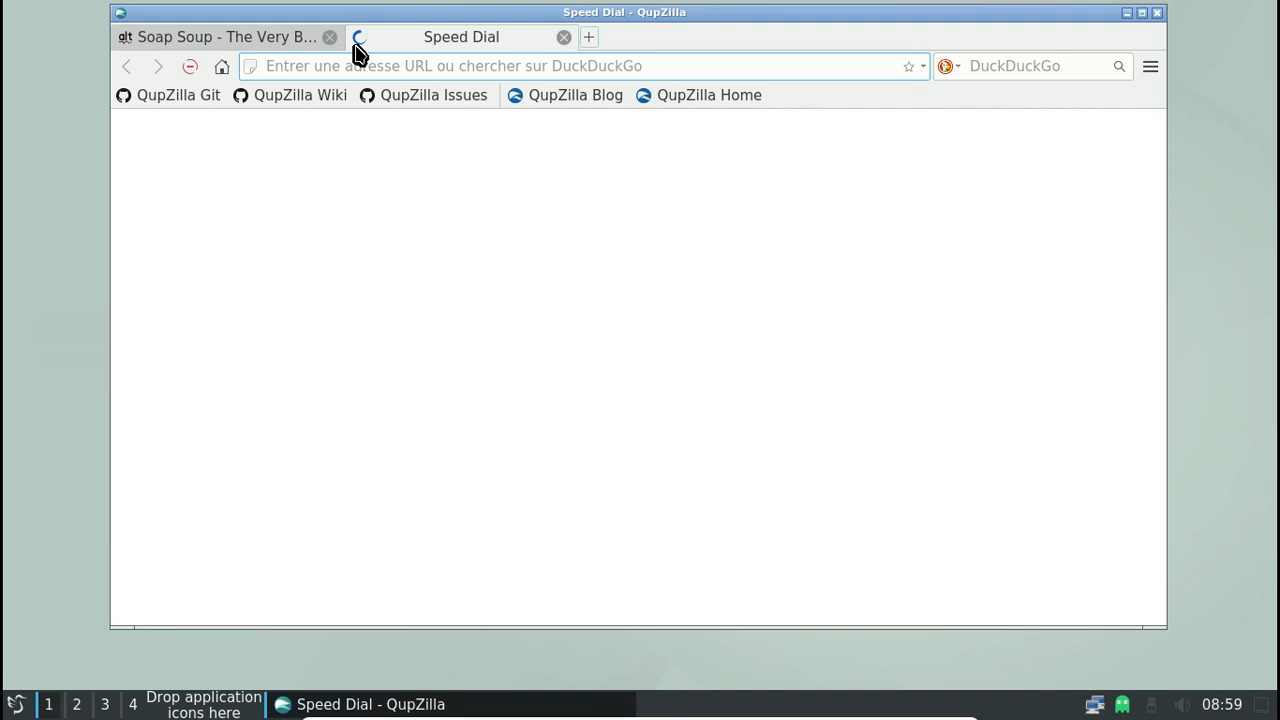 Speed Dial - QupZilla
qlt Soap Soup - The Very B... Speed Dial
Entrer une adresse URL ou chercher sur DuckDuckGo DuckDuckGo
QupZilla Git QupZilla Wiki QupZilla Issues QupZilla Blog QupZilla Home
1 2 3 4 Drop application icons here Speed Dial - QupZilla 08:59